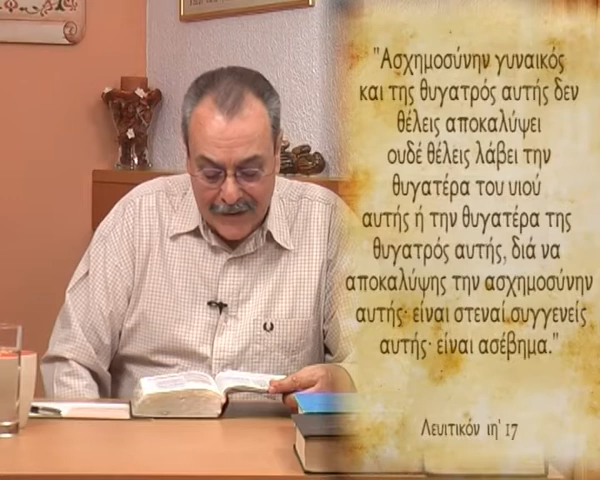 "Ασχημοσύνην γυναικός
και της θυγατρός αυτής δεν
θέλεις αποκαλύψει
ουδέ θέλεις λάβει την
θυγατέρα του υιού
αυτής ή την θυγατέρα της
θυγατρός αυτής, διά να
αποκαλύψης την ασχημοσύνην
αυτής· είναι στεναί συγγενείς
αυτής· είναι ασέβημα."
Λευιτικόν ιη' 17